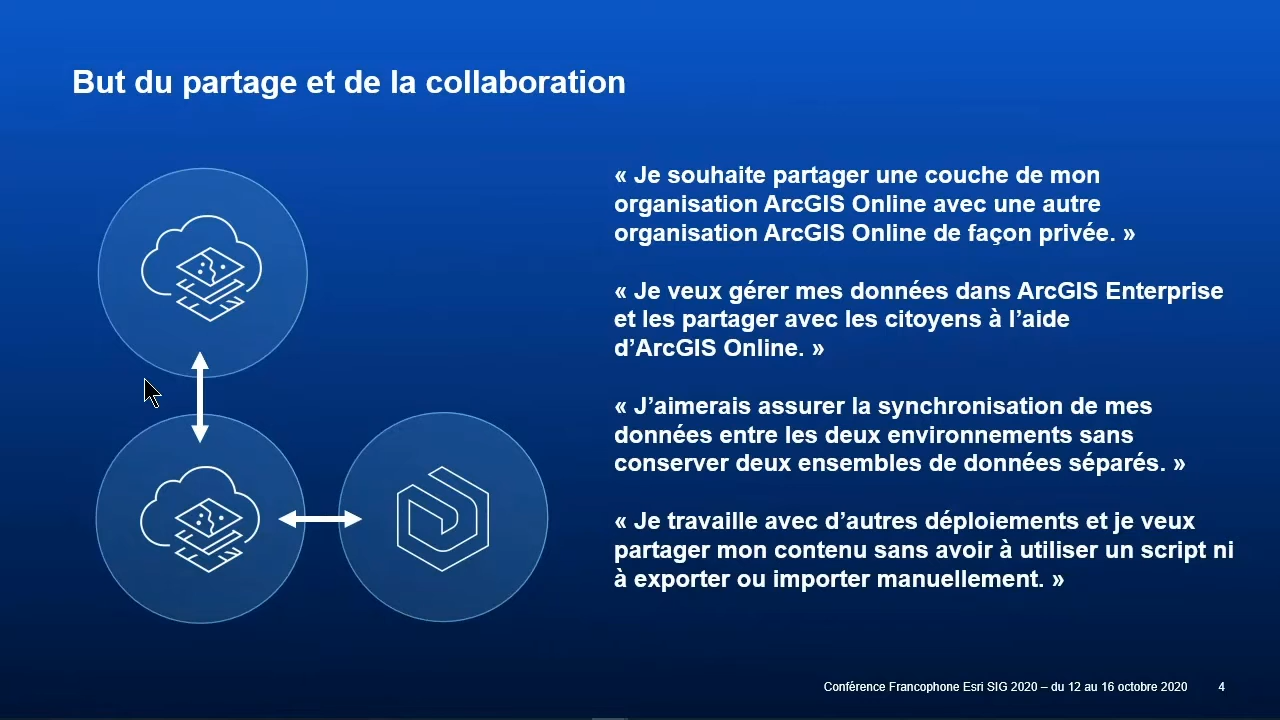 But du partage et de la collaboration
« Je souhaite partager une couche de mon
organisation ArcGIS Online avec une autre
organisation ArcGIS Online de façon privée. »
« Je veux gérer mes données dans ArcGIS Enterprise
et les partager avec les citoyens à l’aide
d’ArcGIS Online. »
« J’aimerais assurer la synchronisation de mes
données entre les deux environnements sans
conserver deux ensembles de données séparés. »
« Je travaille avec d’autres déploiements et je veux
partager mon contenu sans avoir à utiliser un script ni
à exporter ou importer manuellement. »
Conférence Francophone Esri SIG 2020 – du 12 au 16 octobre 2020 4